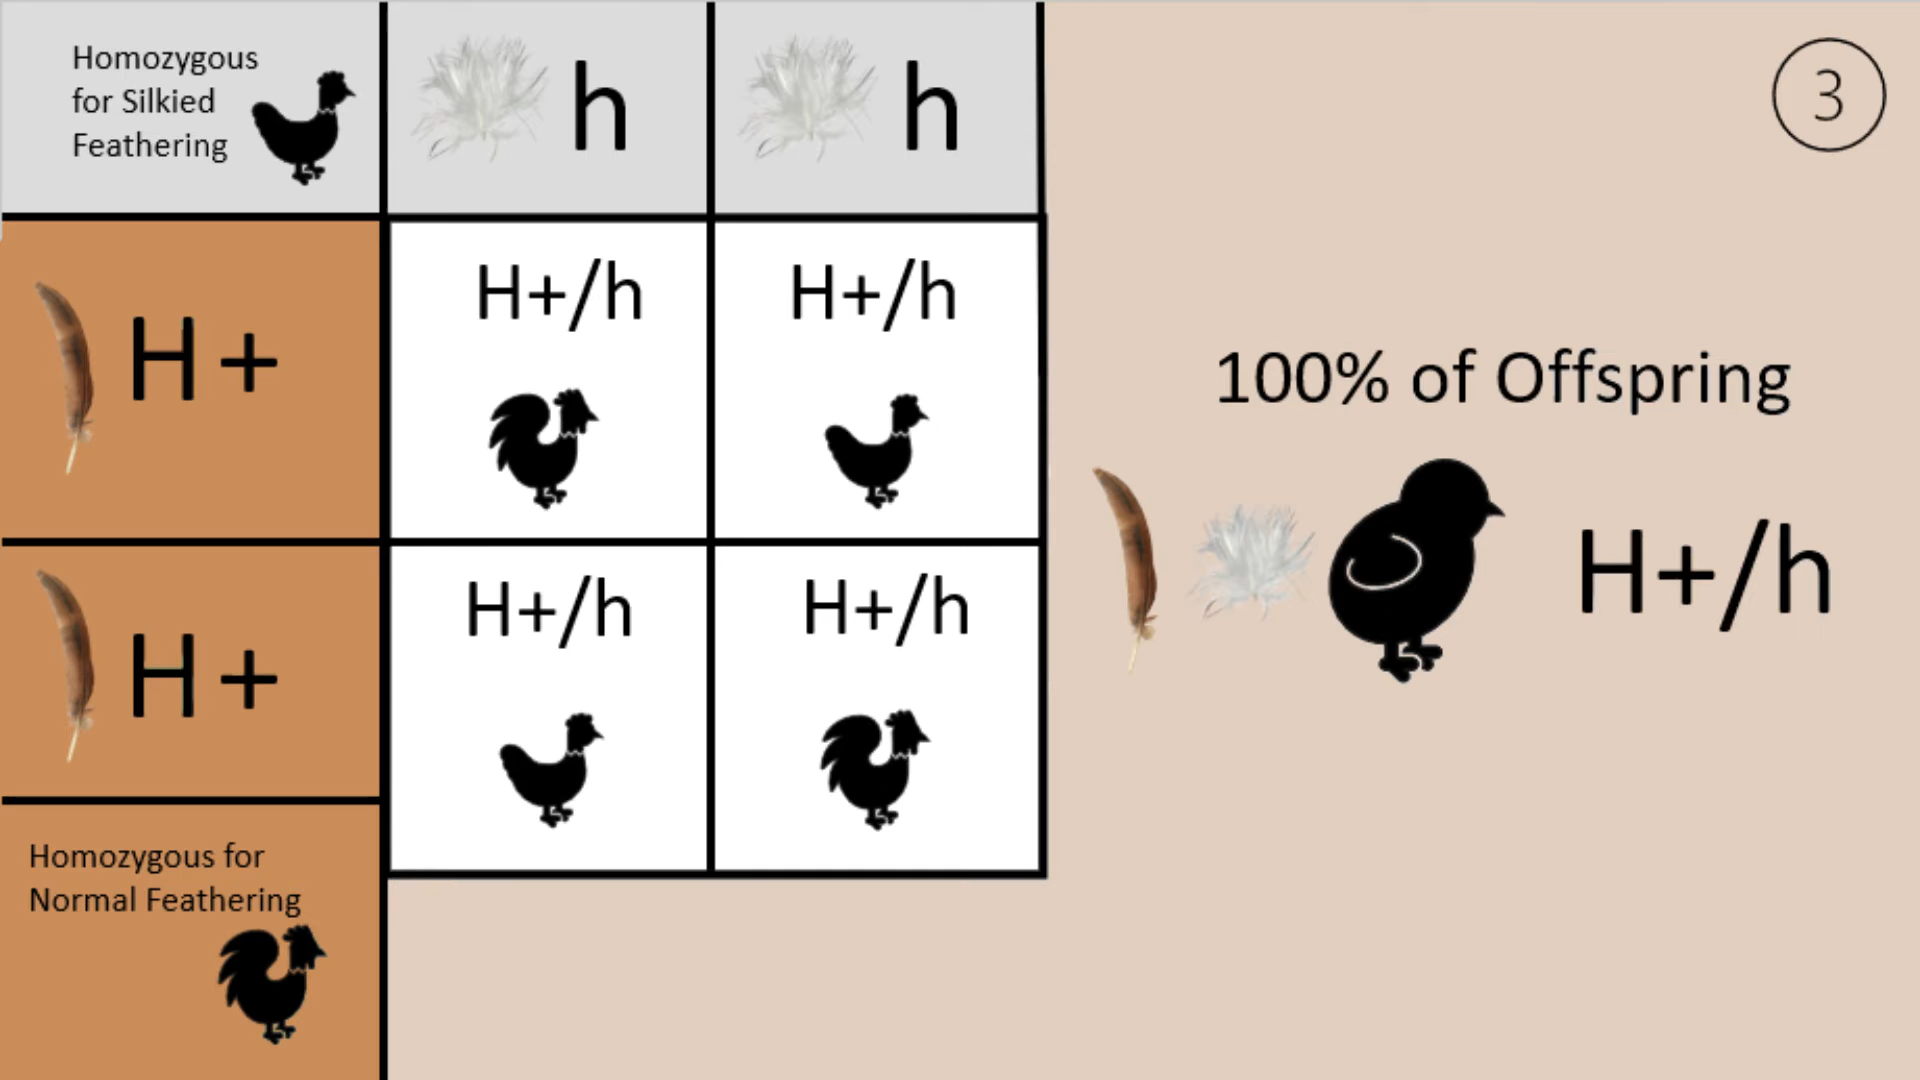 Homozygous
for Silkied
Feathering
h
h
3
H+
H+/h
H+/h
100% of Offspring
H+/h
H+
H+/h
H+/h
Homozygous for
Normal Feathering